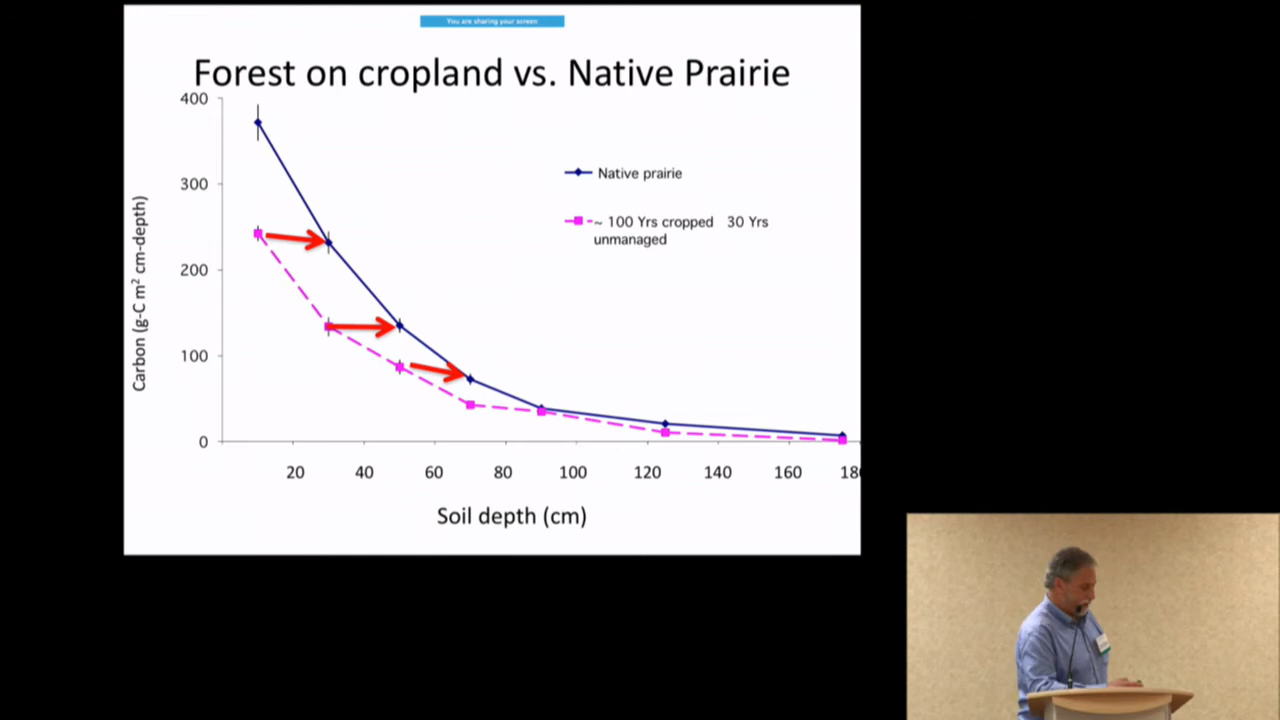 You are sharing your screen
Forest on cropland vs. Native Prairie
400
300
200
100
0
Carbon (g-C m² cm-depth)
Native prairie
~ 100 Yrs cropped 30 Yrs
unmanaged
20 40 60 80 100 120 140 160 18
Soil depth (cm)